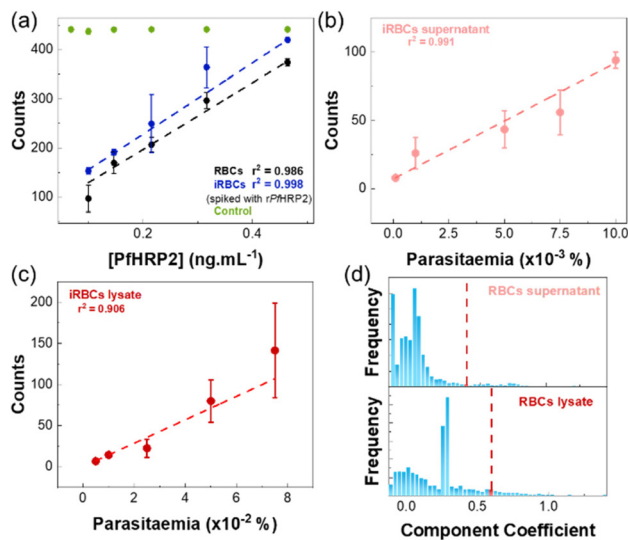 (a)
400
300
200
100
Counts
RBCs r² = 0.986
iRBCs r² = 0.998
(spiked with rPfHRP2)
Control
0.2
0.4
[PfHRP2] (ng.mL⁻¹)
(b)
iRBCs supernatant
r² = 0.991
100
50
0
Counts
0.0
2.5
5.0
7.5
10.0
Parasitaemia (x10⁻³ %)
(c)
iRBCs lysate
r² = 0.906
200
150
100
50
0
Counts
0
2
4
6
8
Parasitaemia (x10⁻² %)
(d)
RBCs supernatant
Frequency
RBCs lysate
Frequency
0.0
0.5
1.0
Component Coefficient